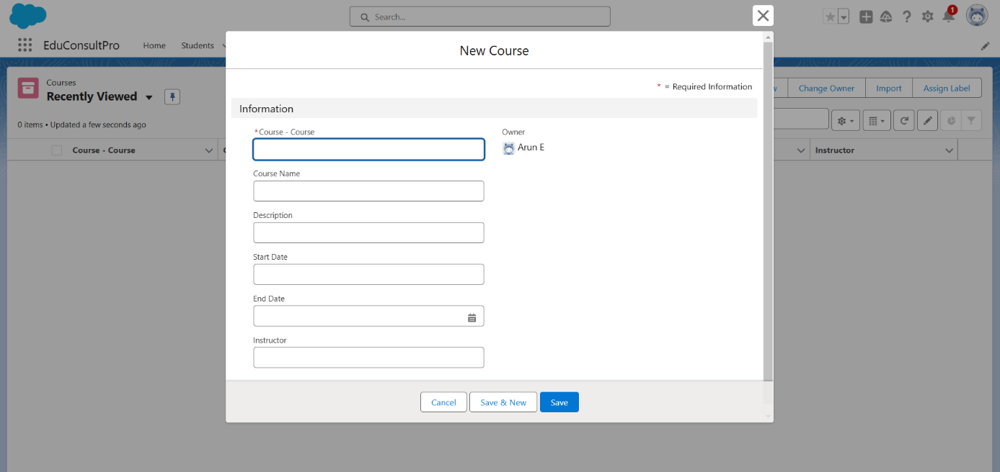 Search...
1
EduConsultPro
Home
Students
New Course
* = Required Information
Courses
Recently Viewed
Change Owner
Import
Assign Label
0 items • Updated a few seconds ago
Information
Course - Course
Instructor
*Course - Course
Owner
Arun E
Course Name
Description
Start Date
End Date
Instructor
Cancel
Save & New
Save